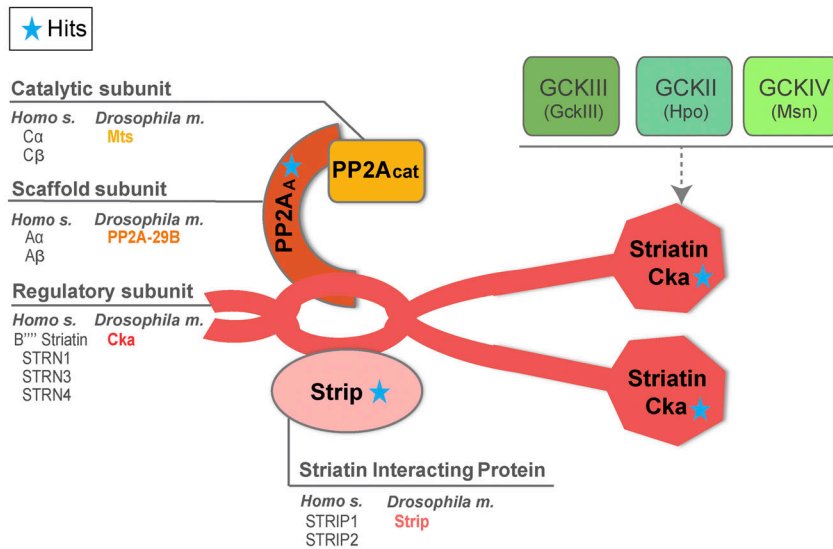 Hits
Catalytic subunit
Homo s. Drosophila m.
Cα Mts
Cβ
Scaffold subunit
Homo s. Drosophila m.
Aα PP2A-29B
Aβ
Regulatory subunit
Homo s. Drosophila m.
B'''' Striatin Cka
STRN1
STRN3
STRN4
PP2AA
PP2Acat
GCKIII
(GckIII)
GCKII
(Hpo)
GCKIV
(Msn)
Striatin
Cka
Striatin
Cka
Strip
Striatin Interacting Protein
Homo s. Drosophila m.
STRIP1 Strip
STRIP2